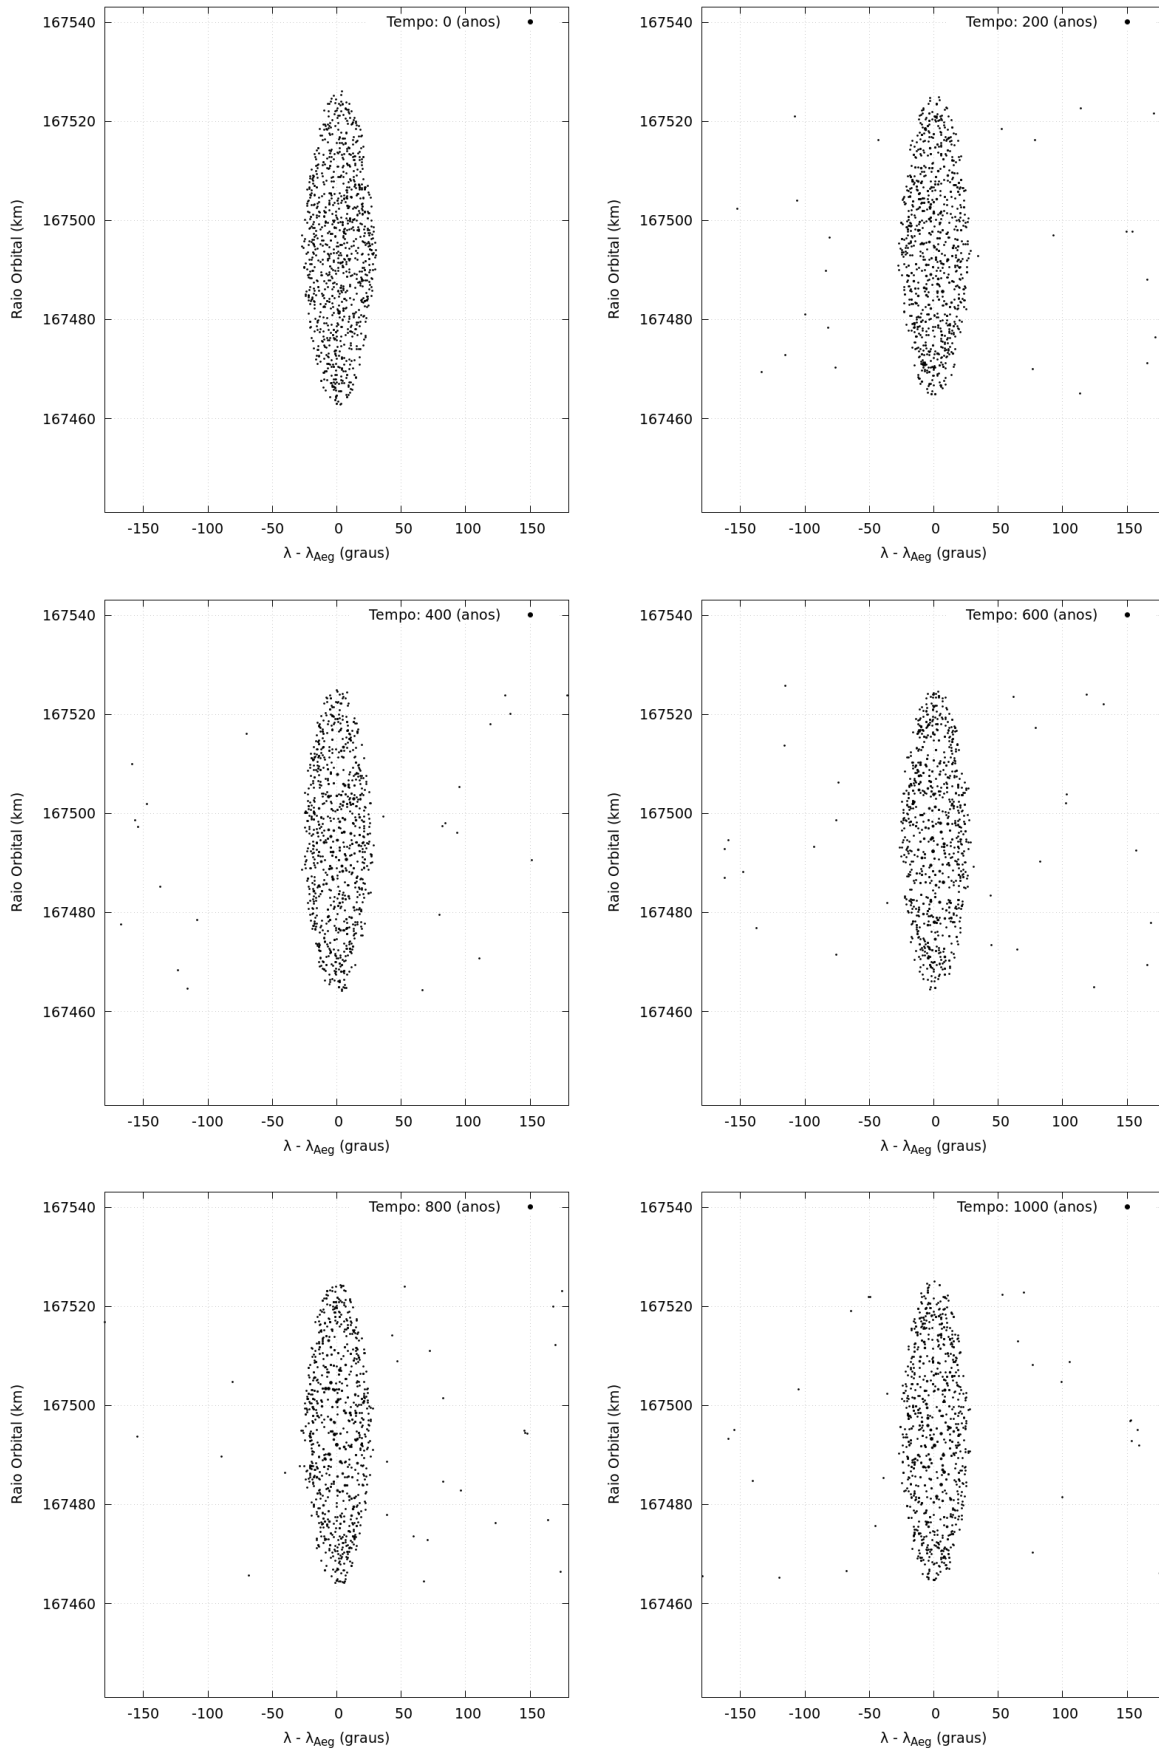 Tempo: 0 (anos)
167540
167520
167500
167480
167460
Raio Orbital (km)
-150 -100 -50 0 50 100 150
λ - λAeg (graus)
Tempo: 200 (anos)
167540
167520
167500
167480
167460
Raio Orbital (km)
-150 -100 -50 0 50 100 150
λ - λAeg (graus)
Tempo: 400 (anos)
167540
167520
167500
167480
167460
Raio Orbital (km)
-150 -100 -50 0 50 100 150
λ - λAeg (graus)
Tempo: 600 (anos)
167540
167520
167500
167480
167460
Raio Orbital (km)
-150 -100 -50 0 50 100 150
λ - λAeg (graus)
Tempo: 800 (anos)
167540
167520
167500
167480
167460
Raio Orbital (km)
-150 -100 -50 0 50 100 150
λ - λAeg (graus)
Tempo: 1000 (anos)
167540
167520
167500
167480
167460
Raio Orbital (km)
-150 -100 -50 0 50 100 150
λ - λAeg (graus)